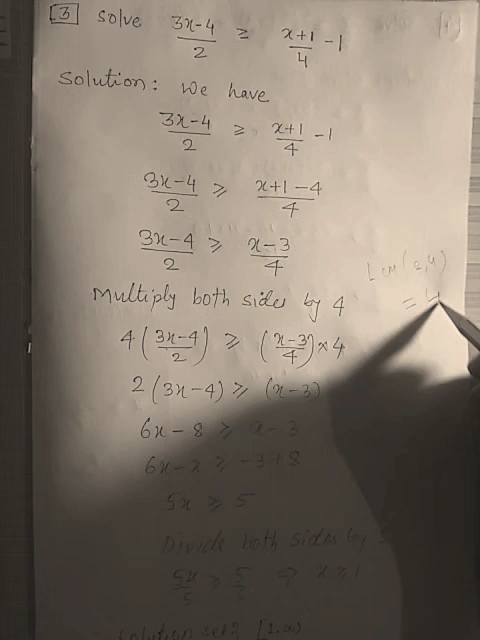 [3] solve (3x-4)/2 ≥ (x+1)/4 - 1
Solution: We have
(3x-4)/2 ≥ (x+1)/4 - 1
(3x-4)/2 ≥ (x+1-4)/4
(3x-4)/2 ≥ (x-3)/4
Lcm(2,4)
= 4
Multiply both sides by 4
4((3x-4)/2) ≥ ((x-3)/4)×4
2(3x-4) ≥ (x-3)
6x-8 ≥ x-3
6x-x ≥ -3+8
5x ≥ 5
Divide both sides by
5x/5 ≥ 5/5 ⇒ x ≥ 1
Solution set: [1,∞)